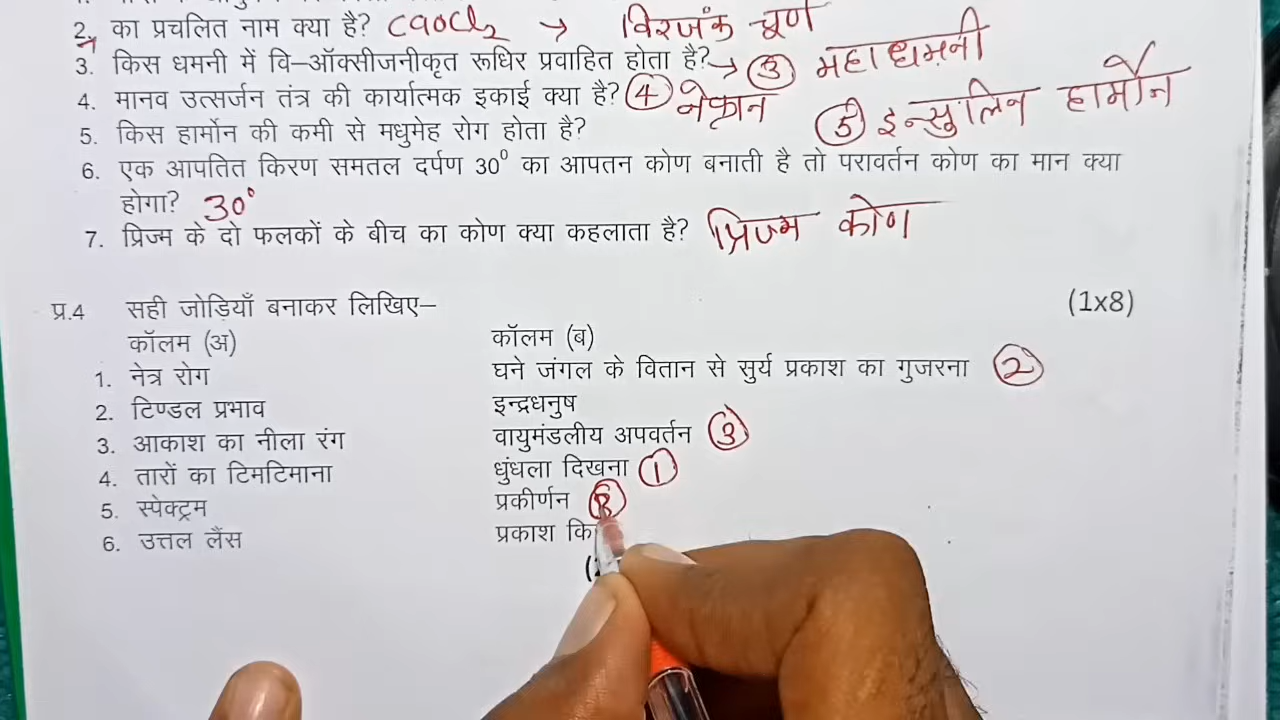 2. का प्रचलित नाम क्या है? CaOCl₂ → विरजंक चूर्ण
3. किस धमनी में वि–ऑक्सीजनीकृत रूधिर प्रवाहित होता है? → (3) महाधमनी
4. मानव उत्सर्जन तंत्र की कार्यात्मक इकाई क्या है? (4) नेफ्रान
5. किस हार्मोन की कमी से मधुमेह रोग होता है? (5) इन्सुलिन हार्मोन
6. एक आपतित किरण समतल दर्पण 30⁰ का आपतन कोण बनाती है तो परावर्तन कोण का मान क्या
होगा? 30°
7. प्रिज्म के दो फलकों के बीच का कोण क्या कहलाता है? प्रिज्म कोण
प्र.4 सही जोड़ियाँ बनाकर लिखिए– (1x8)
कॉलम (अ) कॉलम (ब)
1. नेत्र रोग घने जंगल के वितान से सुर्य प्रकाश का गुजरना (2)
2. टिण्डल प्रभाव इन्द्रधनुष
3. आकाश का नीला रंग वायुमंडलीय अपवर्तन (3)
4. तारों का टिमटिमाना धुंधला दिखना (1)
5. स्पेक्ट्रम प्रकीर्णन
6. उत्तल लैंस प्रकाश कि